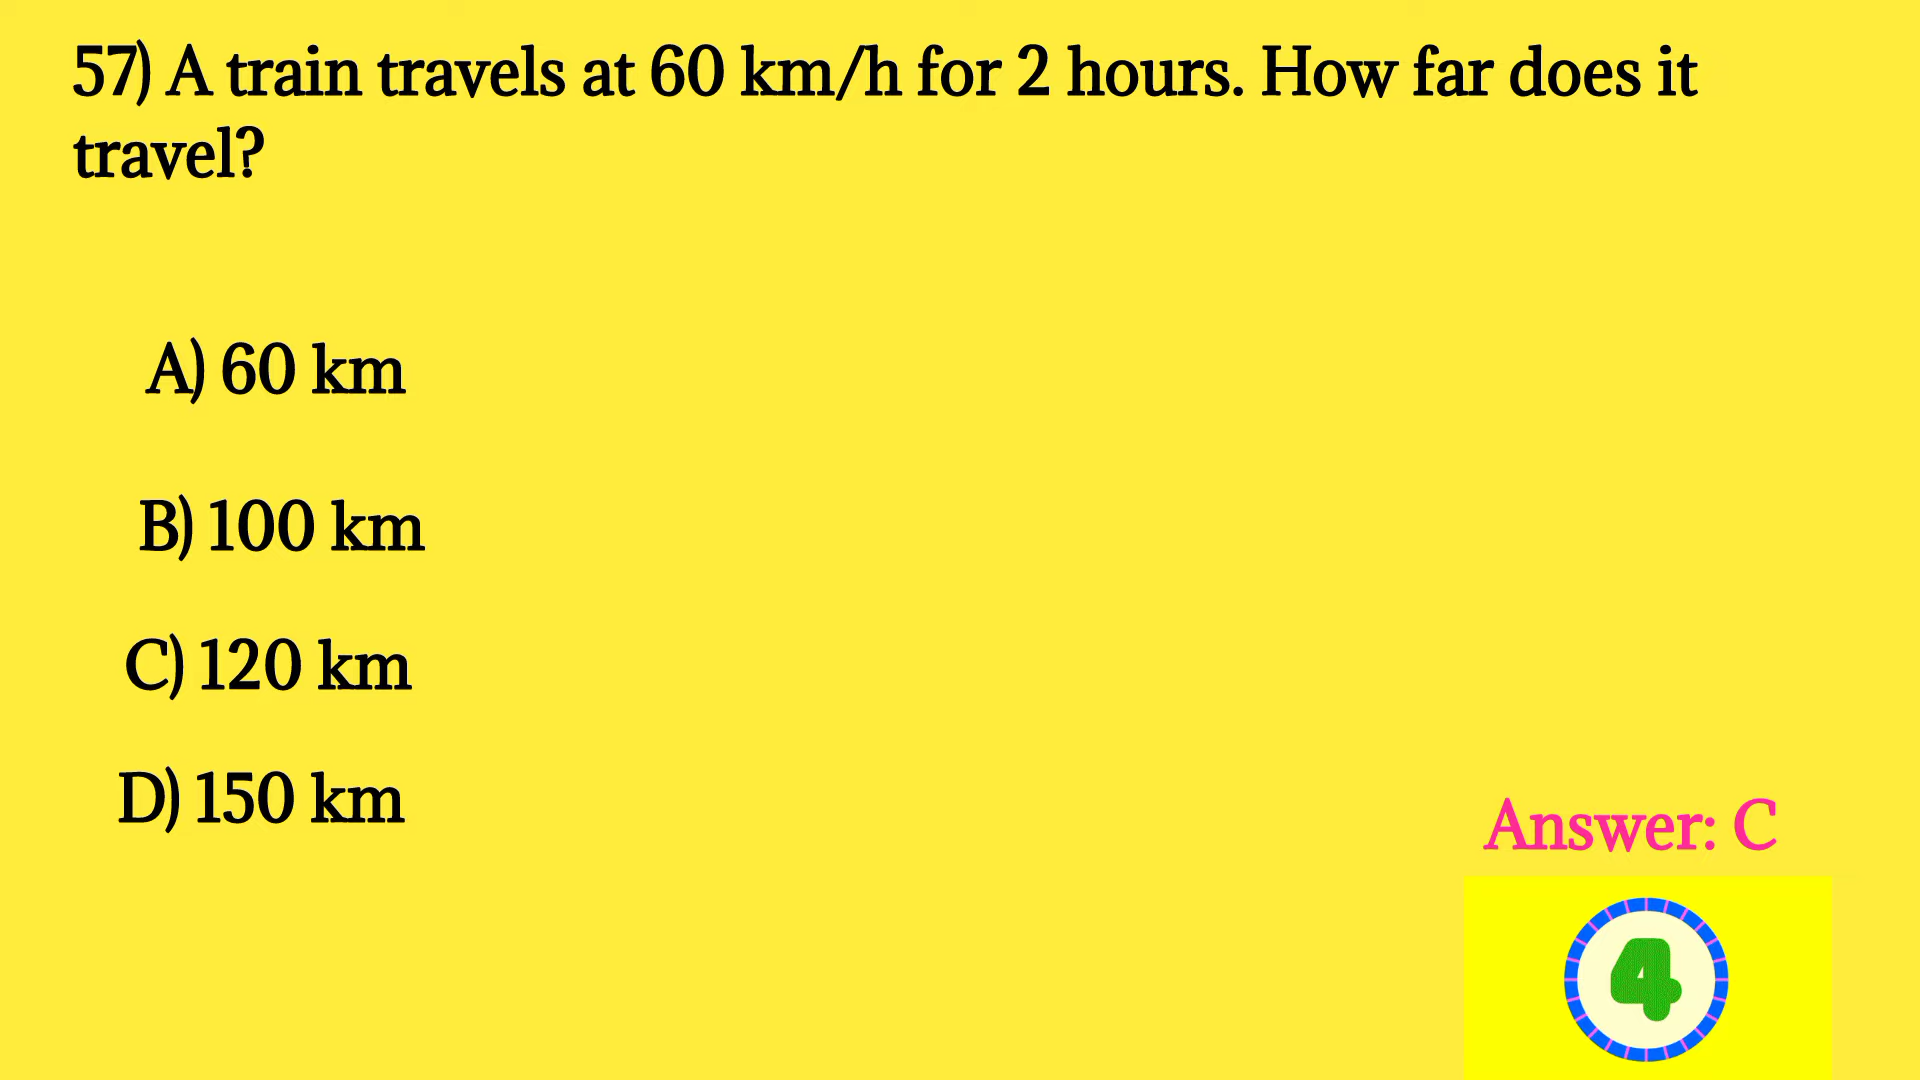 57) A train travels at 60 km/h for 2 hours. How far does it
travel?
A) 60 km
B) 100 km
C) 120 km
D) 150 km
Answer: C
4